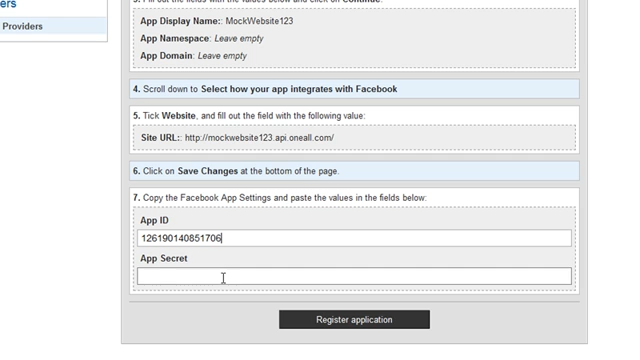 ers
Providers
3. Fill out the fields with the values below and click on Continue.
App Display Name:: MockWebsite123
App Namespace: Leave empty
App Domain: Leave empty
4. Scroll down to Select how your app integrates with Facebook
5. Tick Website, and fill out the field with the following value:
Site URL:: http://mockwebsite123.api.oneall.com/
6. Click on Save Changes at the bottom of the page.
7. Copy the Facebook App Settings and paste the values in the fields below:
App ID
126190140851706
App Secret
Register application